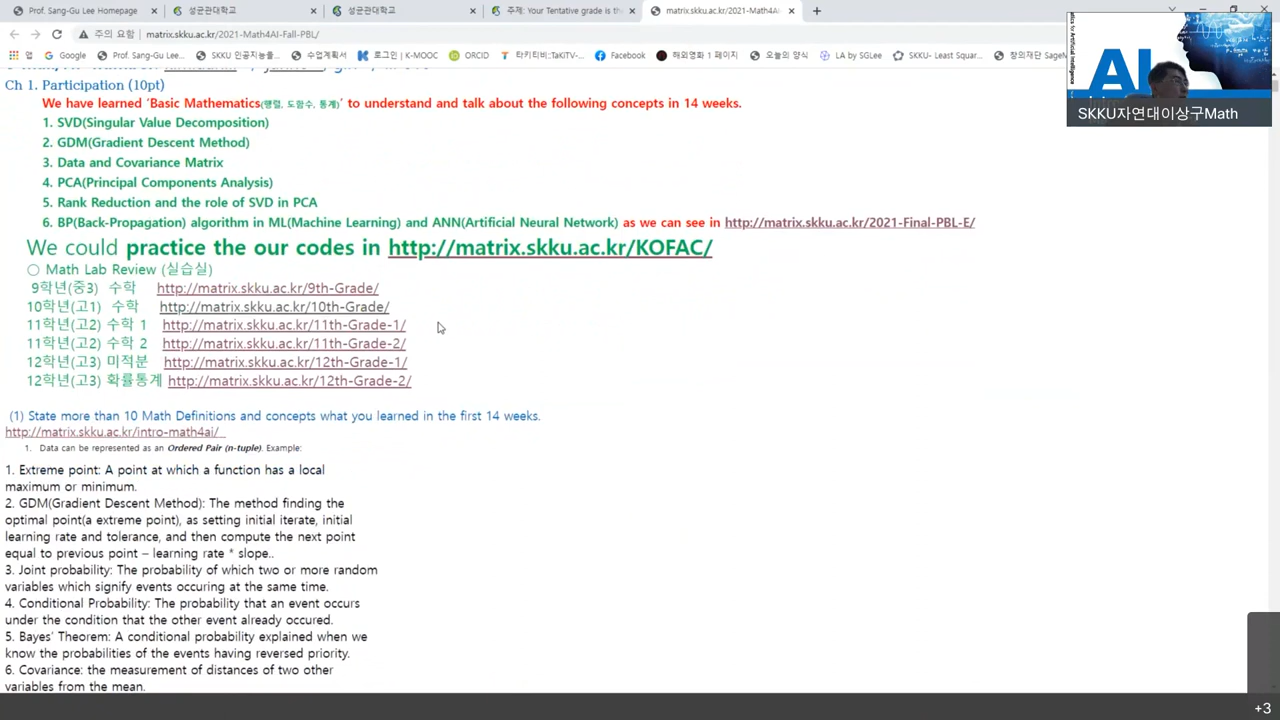 Prof. Sang-Gu Lee Homepage
성균관대학교
성균관대학교
주제: Your Tentative grade is the
matrix.skku.ac.kr/2021-Math4AI
주의 요함
matrix.skku.ac.kr/2021-Math4AI-Fall-PBL/
Google
Prof. Sang-Gu Lee...
SKKU 인공지능을...
수업계획서
로그인 | K-MOOC
ORCID
타키티비:TaKiTV-...
Facebook
해외영화 1 페이지
오늘의 양식
LA by SGLee
SKKU- Least Squar...
창의인재 SageM
AI
SKKU자연대이상구Math
Ch 1. Participation (10pt)
We have learned 'Basic Mathematics(행렬, 도함수, 통계)' to understand and talk about the following concepts in 14 weeks.
1. SVD(Singular Value Decomposition)
2. GDM(Gradient Descent Method)
3. Data and Covariance Matrix
4. PCA(Principal Components Analysis)
5. Rank Reduction and the role of SVD in PCA
6. BP(Back-Propagation) algorithm in ML(Machine Learning) and ANN(Artificial Neural Network) as we can see in http://matrix.skku.ac.kr/2021-Final-PBL-E/
We could practice the our codes in http://matrix.skku.ac.kr/KOFAC/
○ Math Lab Review (실습실)
9학년(중3) 수학 http://matrix.skku.ac.kr/9th-Grade/
10학년(고1) 수학 http://matrix.skku.ac.kr/10th-Grade/
11학년(고2) 수학 1 http://matrix.skku.ac.kr/11th-Grade-1/
11학년(고2) 수학 2 http://matrix.skku.ac.kr/11th-Grade-2/
12학년(고3) 미적분 http://matrix.skku.ac.kr/12th-Grade-1/
12학년(고3) 확률통계 http://matrix.skku.ac.kr/12th-Grade-2/
(1) State more than 10 Math Definitions and concepts what you learned in the first 14 weeks.
http://matrix.skku.ac.kr/intro-math4ai/
1. Data can be represented as an Ordered Pair (n-tuple). Example:
1. Extreme point: A point at which a function has a local
maximum or minimum.
2. GDM(Gradient Descent Method): The method finding the
optimal point(a extreme point), as setting initial iterate, initial
learning rate and tolerance, and then compute the next point
equal to previous point – learning rate * slope..
3. Joint probability: The probability of which two or more random
variables which signify events occuring at the same time.
4. Conditional Probability: The probability that an event occurs
under the condition that the other event already occured.
5. Bayes' Theorem: A conditional probability explained when we
know the probabilities of the events having reversed priority.
6. Covariance: the measurement of distances of two other
variables from the mean.
+3